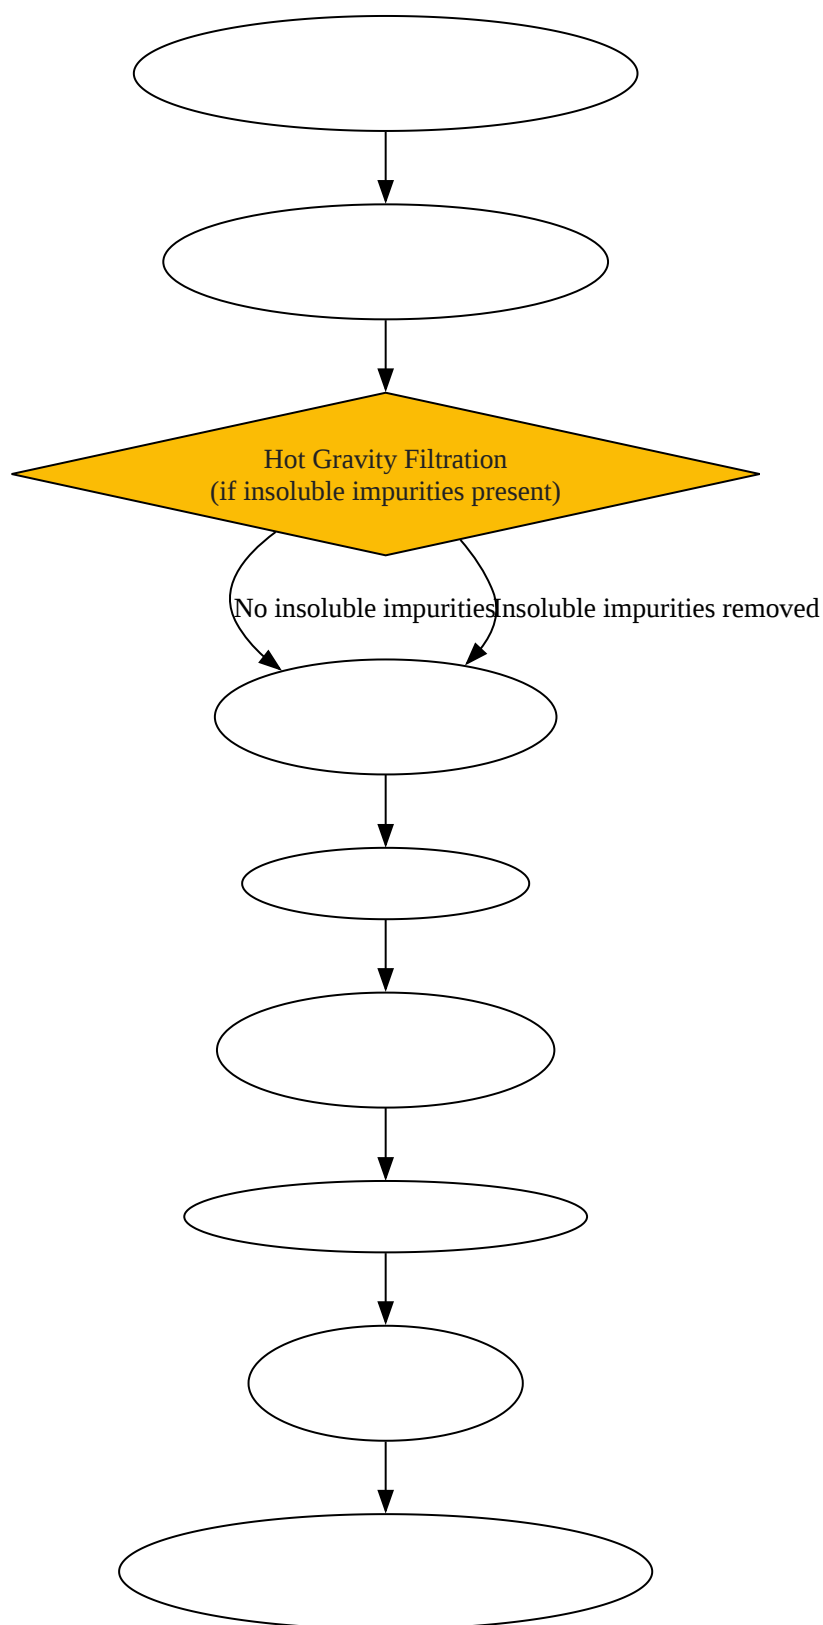 Hot Gravity Filtration
(if insoluble impurities present)
No insoluble impurities
Insoluble impurities removed